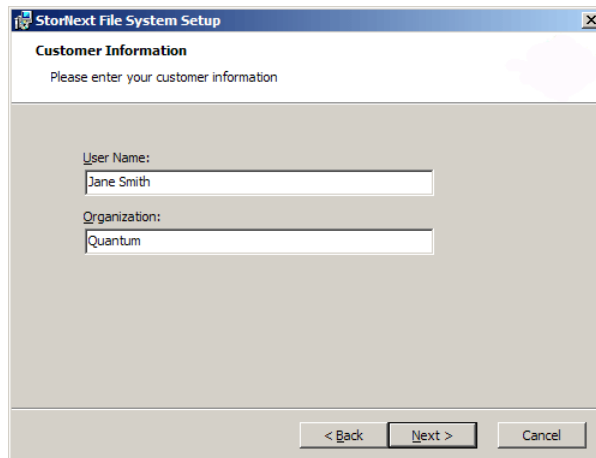 StorNext File System Setup
Customer Information
Please enter your customer information
User Name:
Jane Smith
Organization:
Quantum
< Back Next > Cancel